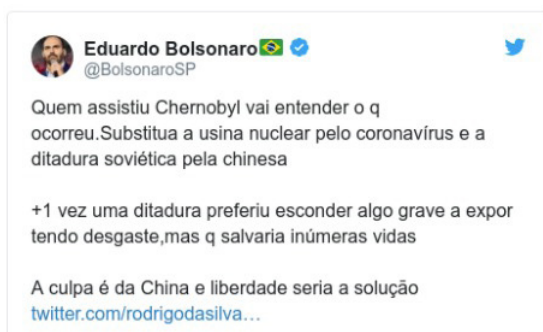 Eduardo Bolsonaro🇧🇷
@BolsonaroSP
Quem assistiu Chernobyl vai entender o q
ocorreu.Substitua a usina nuclear pelo coronavírus e a
ditadura soviética pela chinesa
+1 vez uma ditadura preferiu esconder algo grave a expor
tendo desgaste,mas q salvaria inúmeras vidas
A culpa é da China e liberdade seria a solução
twitter.com/rodrigodasilva…